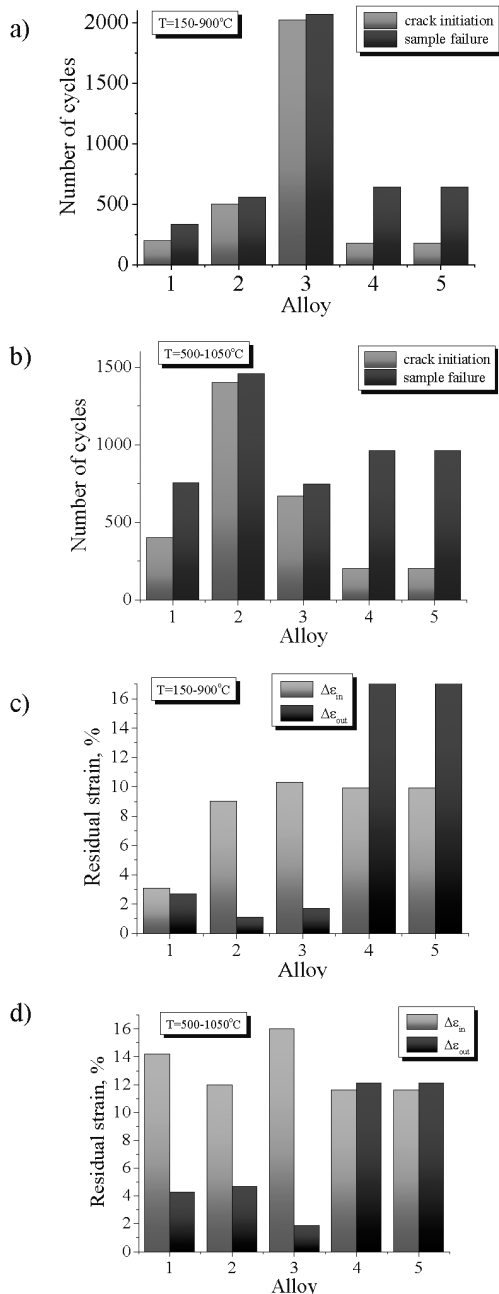 a)
T=150-900°C
crack initiation
sample failure
Number of cycles
2000
1500
1000
500
0
1 2 3 4 5
Alloy
b)
T=500-1050°C
crack initiation
sample failure
Number of cycles
1500
1000
500
0
1 2 3 4 5
Alloy
c)
T=150-900°C
Δεin
Δεout
Residual strain, %
16
14
12
10
8
6
4
2
0
1 2 3 4 5
Alloy
d)
T=500-1050°C
Δεin
Δεout
Residual strain, %
16
14
12
10
8
6
4
2
0
1 2 3 4 5
Alloy